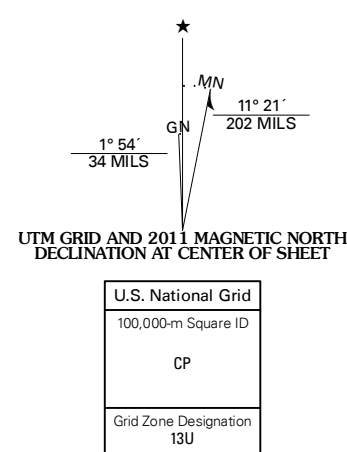 ★
MN
11° 21´
202 MILS
GN
1° 54´
34 MILS
UTM GRID AND 2011 MAGNETIC NORTH
DECLINATION AT CENTER OF SHEET
U.S. National Grid
100,000-m Square ID
CP
Grid Zone Designation
13U